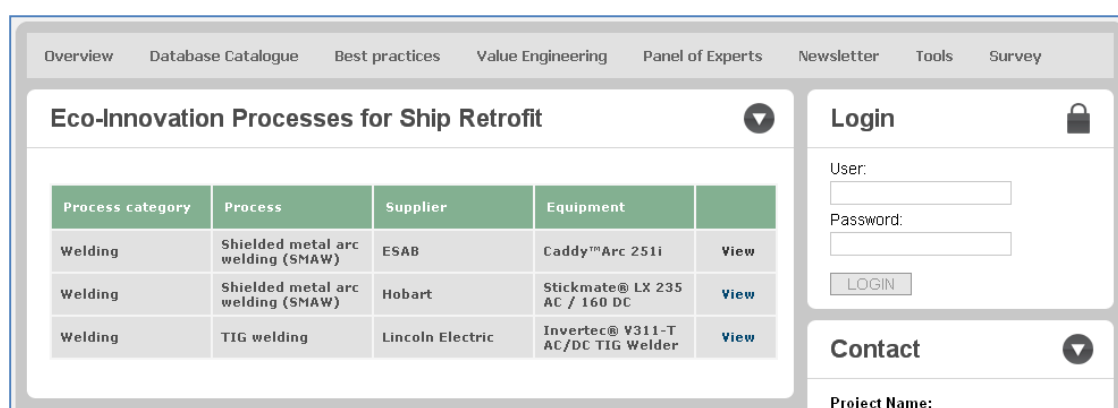 Overview Database Catalogue Best practices Value Engineering Panel of Experts Newsletter Tools Survey
Eco-Innovation Processes for Ship Retrofit
Process category Process Supplier Equipment
Welding Shielded metal arc welding (SMAW) ESAB Caddy™Arc 251i View
Welding Shielded metal arc welding (SMAW) Hobart Stickmate® LX 235 AC / 160 DC View
Welding TIG welding Lincoln Electric Invertec® V311-T AC/DC TIG Welder View
Login
User:
Password:
LOGIN
Contact
Project Name: